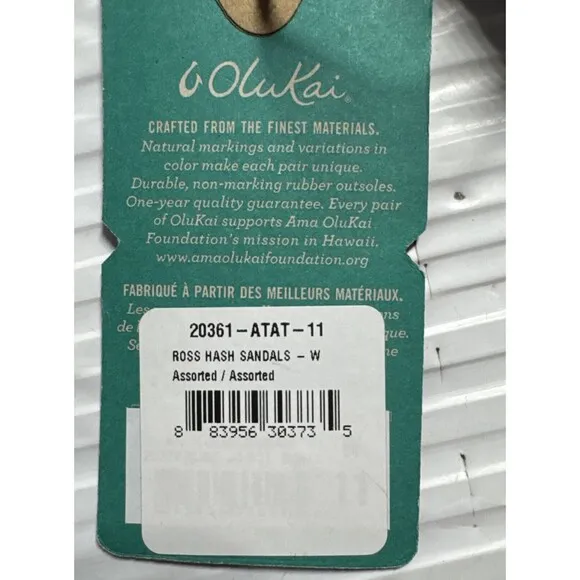 OluKai®
CRAFTED FROM THE FINEST MATERIALS.
Natural markings and variations in
color make each pair unique.
Durable, non-marking rubber outsoles.
One-year quality guarantee. Every pair
of OluKai supports Ama OluKai
Foundation's mission in Hawaii.
www.amaolukaifoundation.org
FABRIQUÉ À PARTIR DES MEILLEURS MATÉRIAUX.
20361-ATAT-11
ROSS HASH SANDALS - W
Assorted / Assorted
8 83956 30373 5